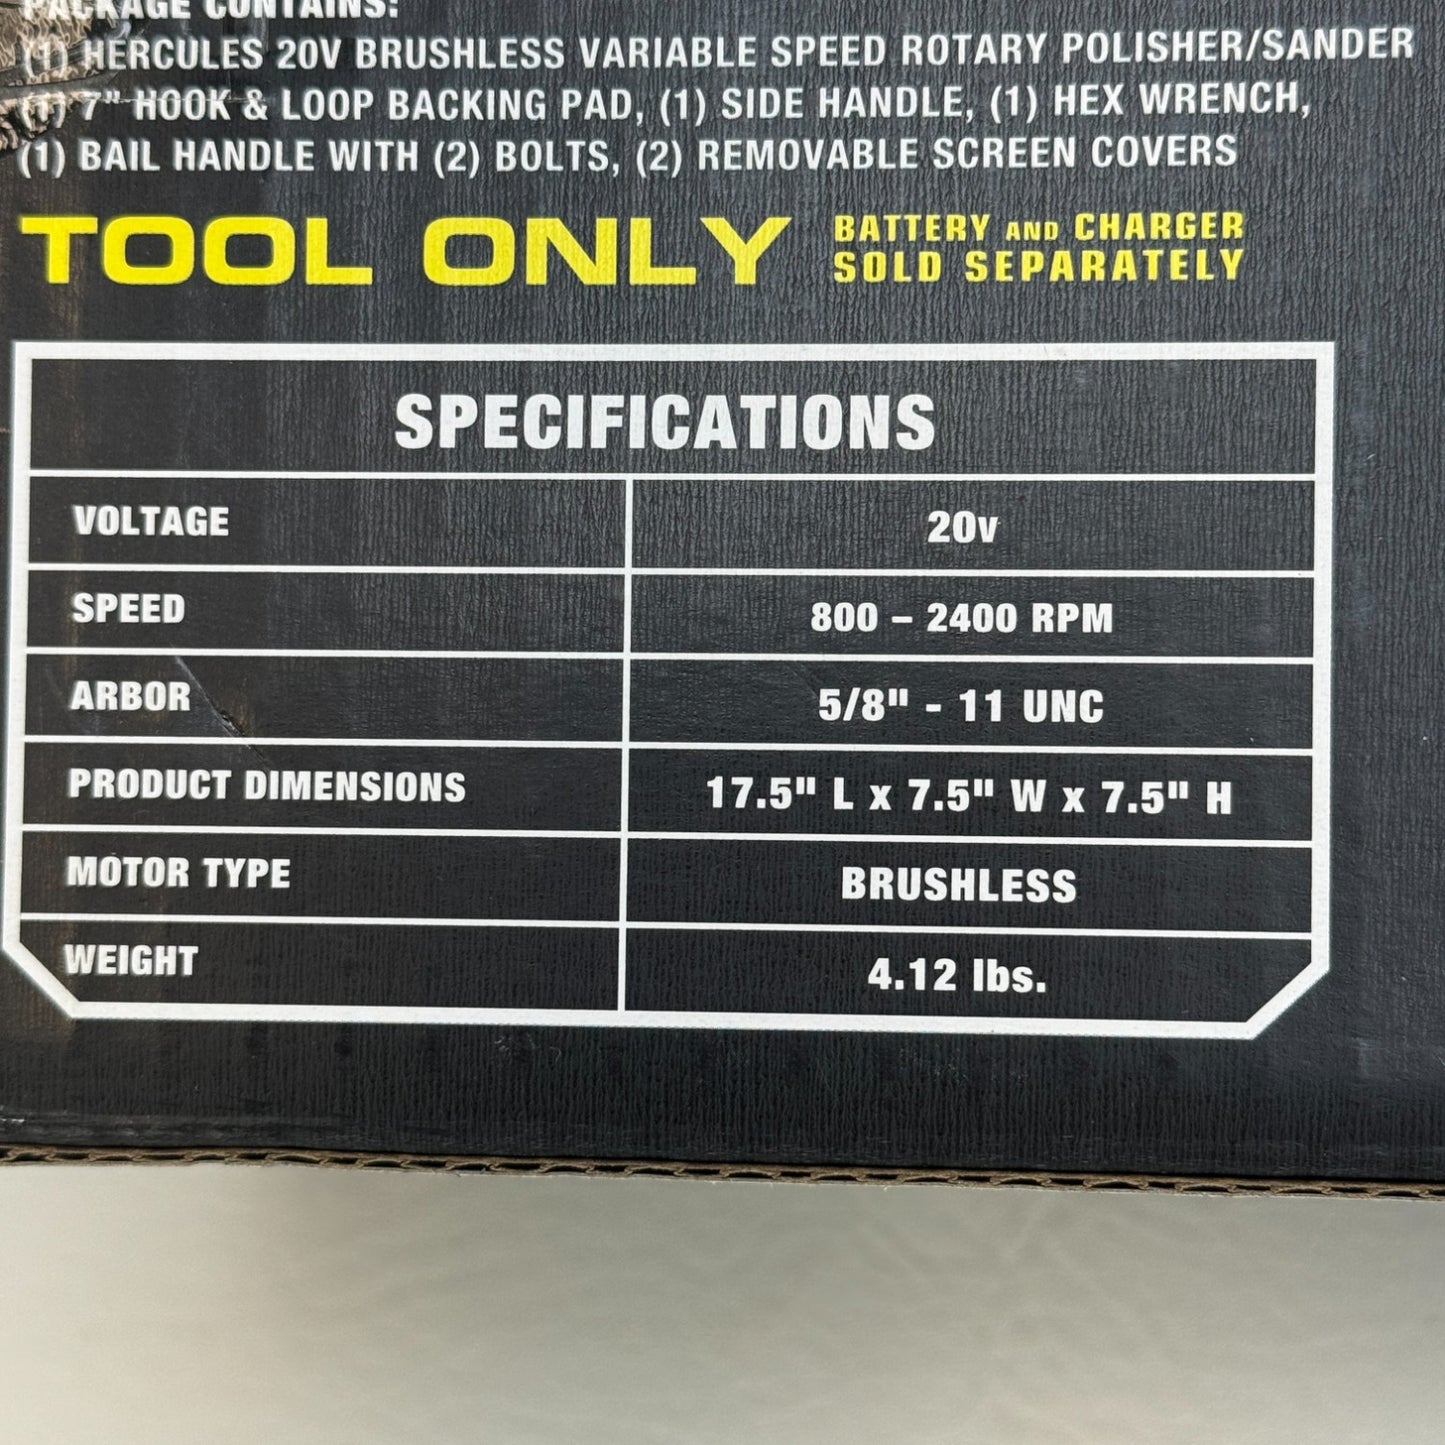 PACKAGE CONTAINS:
(1) HERCULES 20V BRUSHLESS VARIABLE SPEED ROTARY POLISHER/SANDER
(1) 7" HOOK & LOOP BACKING PAD, (1) SIDE HANDLE, (1) HEX WRENCH,
(1) BAIL HANDLE WITH (2) BOLTS, (2) REMOVABLE SCREEN COVERS
TOOL ONLY
BATTERY AND CHARGER
SOLD SEPARATELY
SPECIFICATIONS
VOLTAGE 20v
SPEED 800 – 2400 RPM
ARBOR 5/8" - 11 UNC
PRODUCT DIMENSIONS 17.5" L x 7.5" W x 7.5" H
MOTOR TYPE BRUSHLESS
WEIGHT 4.12 lbs.